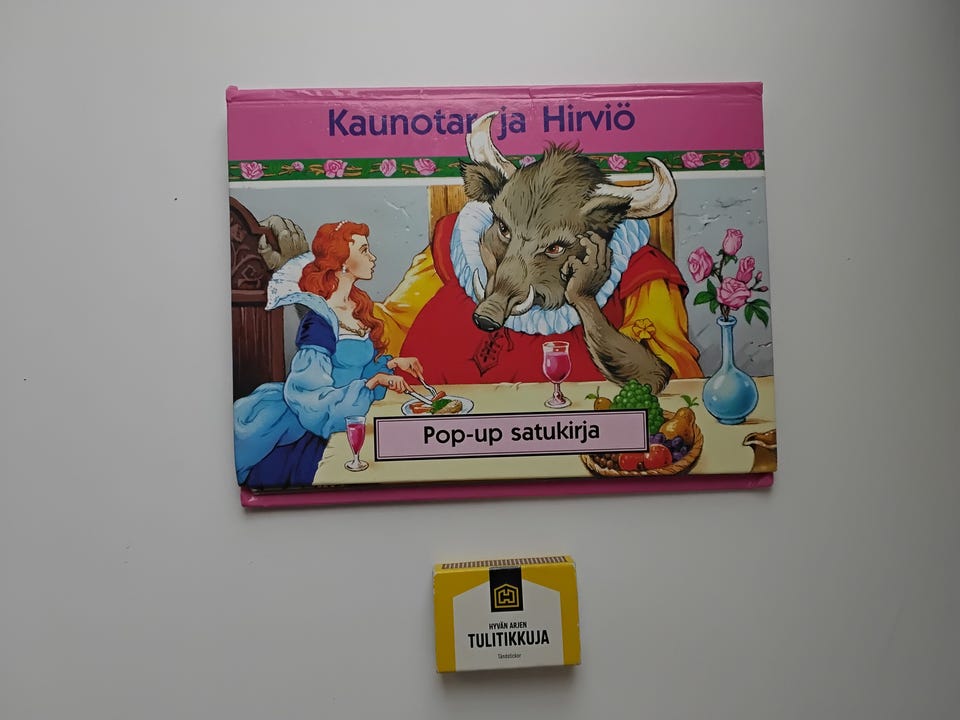 Kaunotar ja Hirviö
Pop-up satukirja
HYVÄN ARJEN
TULITIKKUJA
Tändstickor